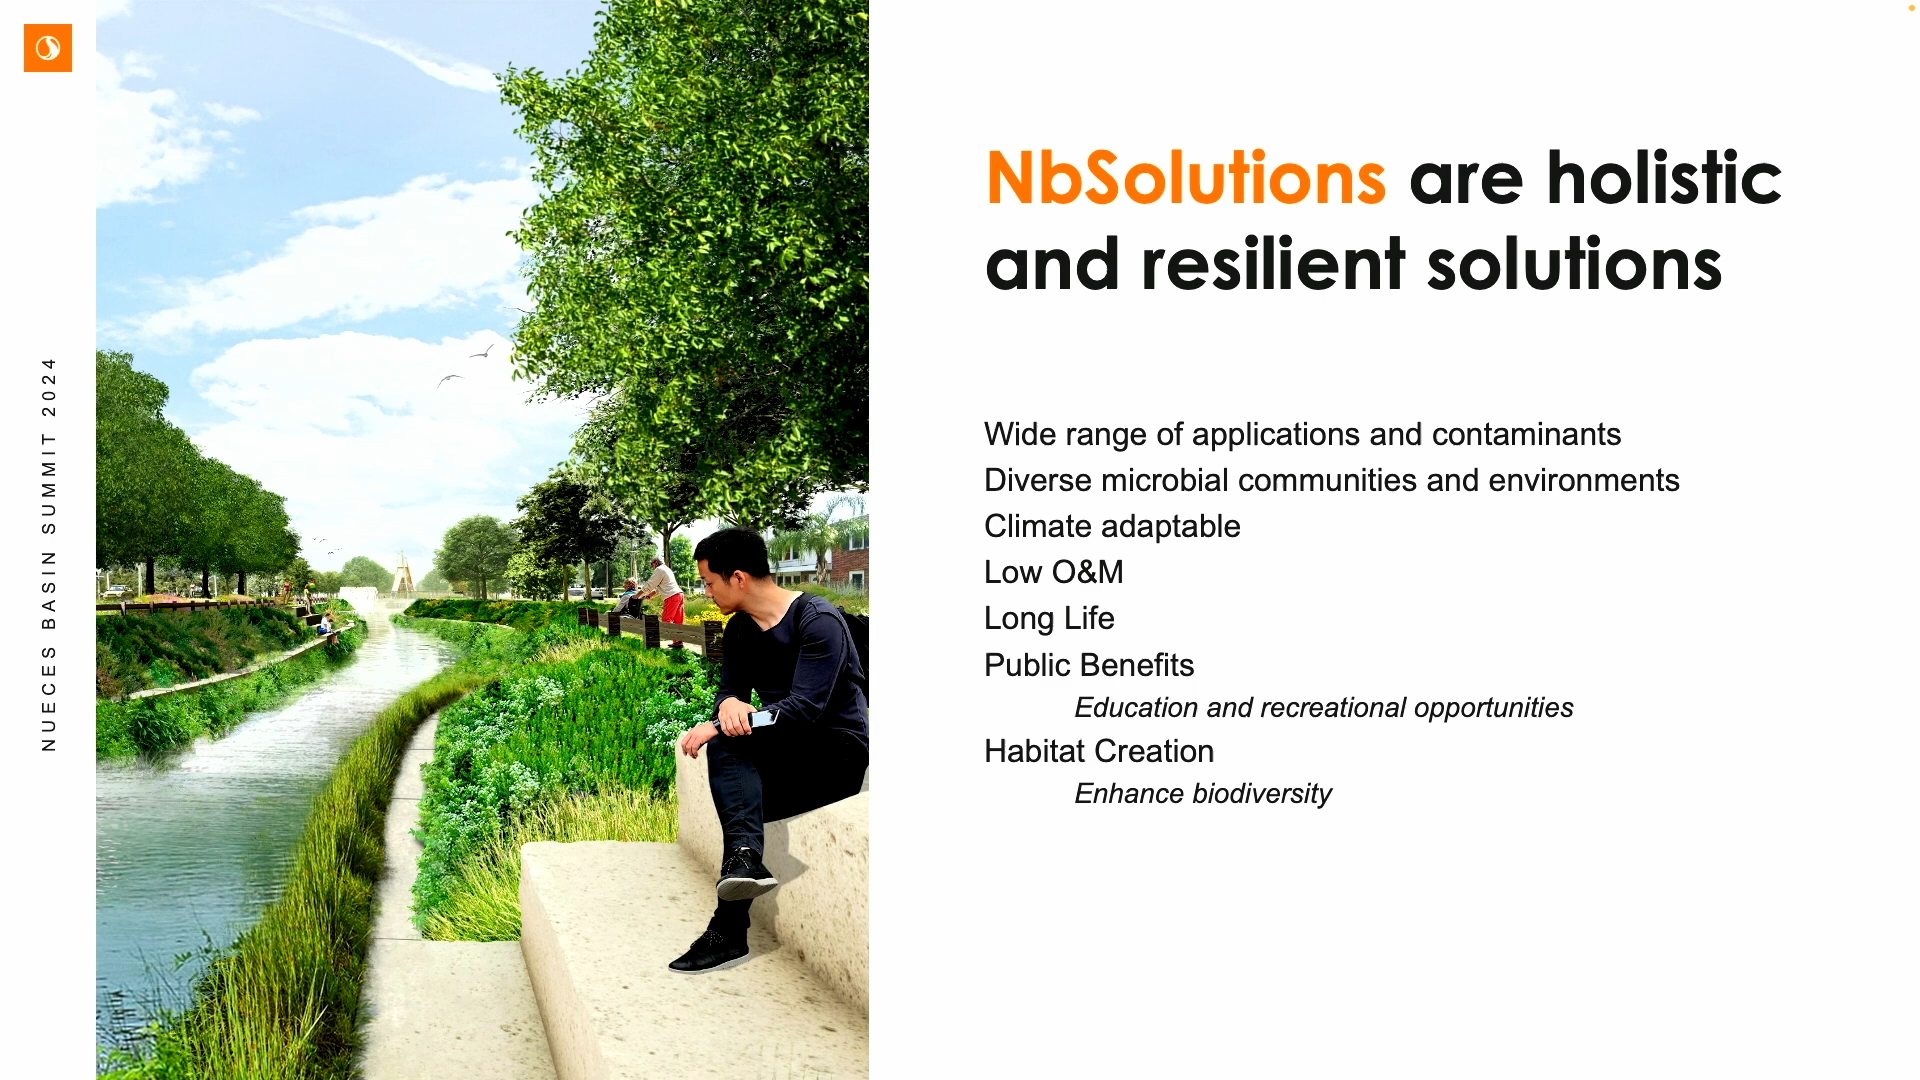 NUECES BASIN SUMMIT 2024
NbSolutions are holistic
and resilient solutions
Wide range of applications and contaminants
Diverse microbial communities and environments
Climate adaptable
Low O&M
Long Life
Public Benefits
Education and recreational opportunities
Habitat Creation
Enhance biodiversity